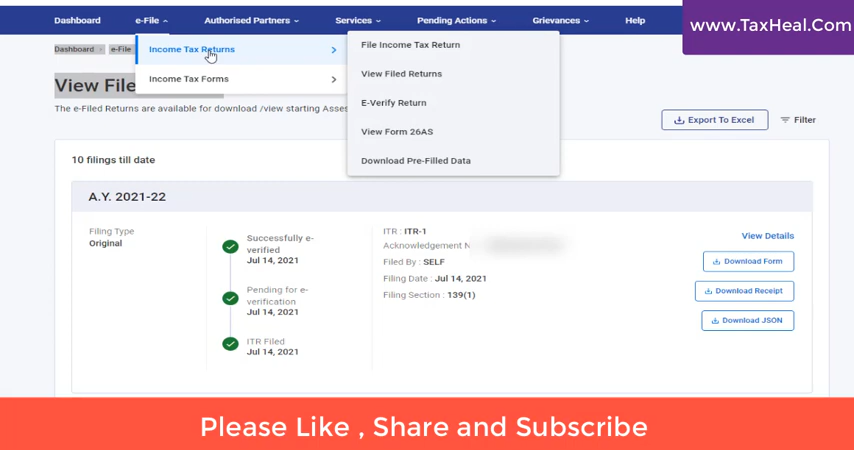 Dashboard e-File Authorised Partners Services Pending Actions Grievances Help
www.TaxHeal.Com
Dashboard e-File
Income Tax Returns
Income Tax Forms
File Income Tax Return
View Filed Returns
E-Verify Return
View Form 26AS
Download Pre-Filled Data
View File
The e-Filed Returns are available for download /view starting Asses
Export To Excel Filter
10 filings till date
A.Y. 2021-22
Filing Type
Original
Successfully e-
verified
Jul 14, 2021
Pending for e-
verification
Jul 14, 2021
ITR Filed
Jul 14, 2021
ITR : ITR-1
Acknowledgement N
Filed By : SELF
Filing Date : Jul 14, 2021
Filing Section : 139(1)
View Details
Download Form
Download Receipt
Download JSON
Please Like , Share and Subscribe